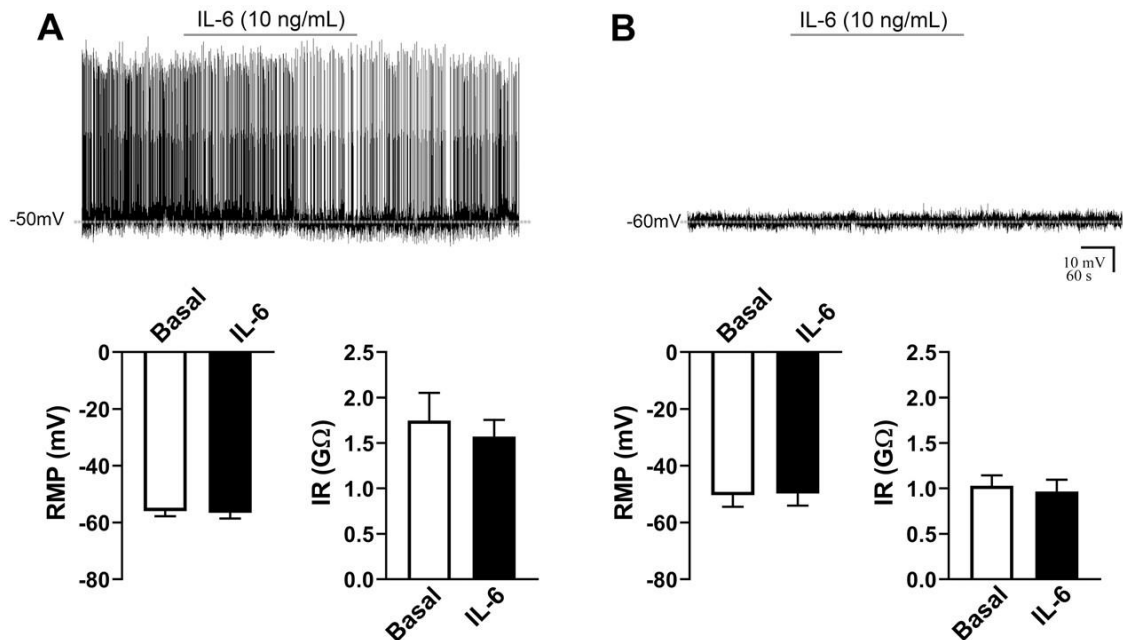 A
IL-6 (10 ng/mL)
-50mV
B
IL-6 (10 ng/mL)
-60mV
10 mV
60 s
Basal
IL-6
0
-20
-40
-60
-80
RMP (mV)
2.5
2.0
1.5
1.0
0.5
0.0
IR (GΩ)
Basal
IL-6
Basal
IL-6
0
-20
-40
-60
-80
RMP (mV)
2.5
2.0
1.5
1.0
0.5
0.0
IR (GΩ)
Basal
IL-6